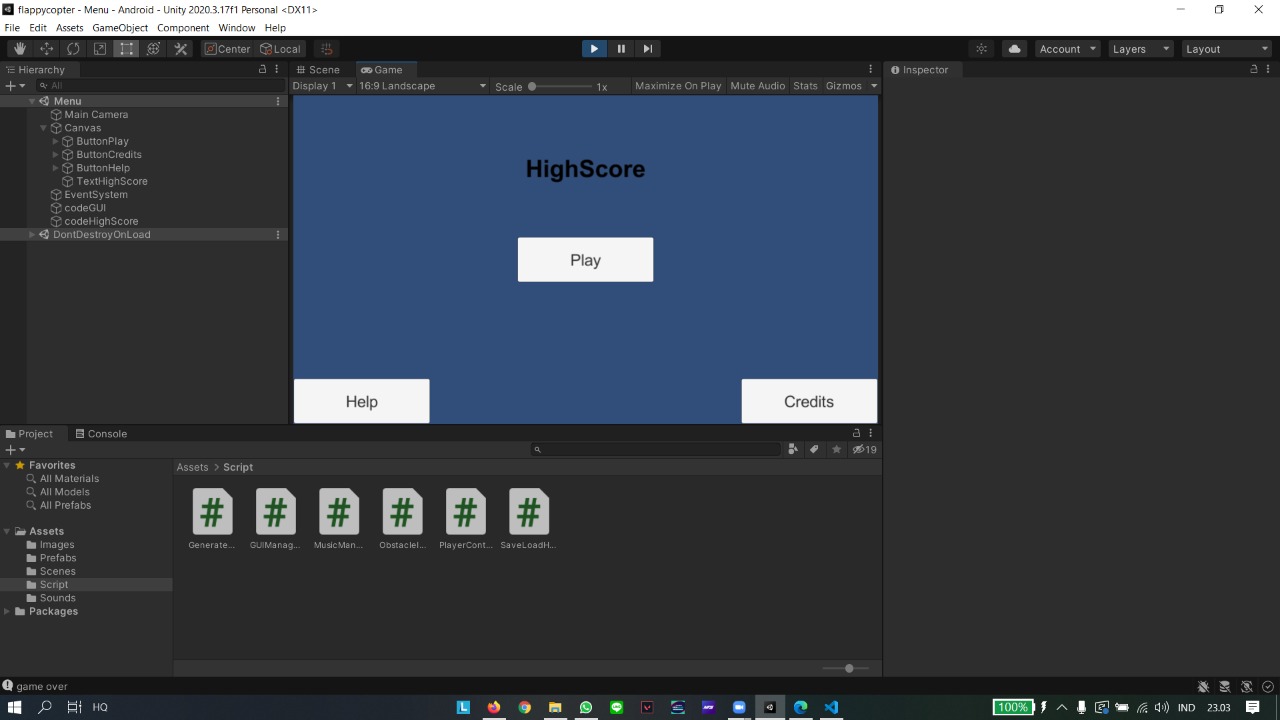 flappycopter - Menu - Android - Unity 2020.3.17f1 Personal <DX11>
File Edit Assets GameObject Component Window Help
Center Local Account Layers Layout
Hierarchy
All
Menu
Main Camera
Canvas
ButtonPlay
ButtonCredits
ButtonHelp
TextHighScore
EventSystem
codeGUI
codeHighScore
DontDestroyOnLoad
Scene Game
Display 1 16:9 Landscape Scale 1x Maximize On Play Mute Audio Stats Gizmos
HighScore
Play
Help
Credits
Inspector
Project Console
19
Favorites
All Materials
All Models
All Prefabs
Assets
Images
Prefabs
Scenes
Script
Sounds
Packages
Assets > Script
Generate... GUIManag... MusicMan... ObstacleI... PlayerCont... SaveLoadH...
game over
HQ
100%
IND 23.03